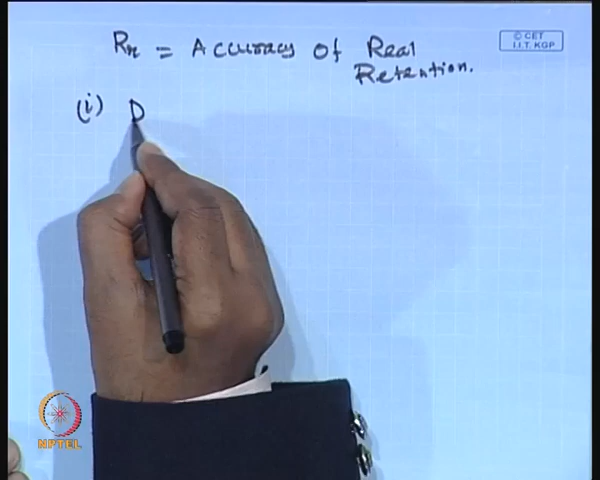 Rr = Accuracy of Real
Retention.
(i) D
© CET
I.I.T. KGP
NPTEL